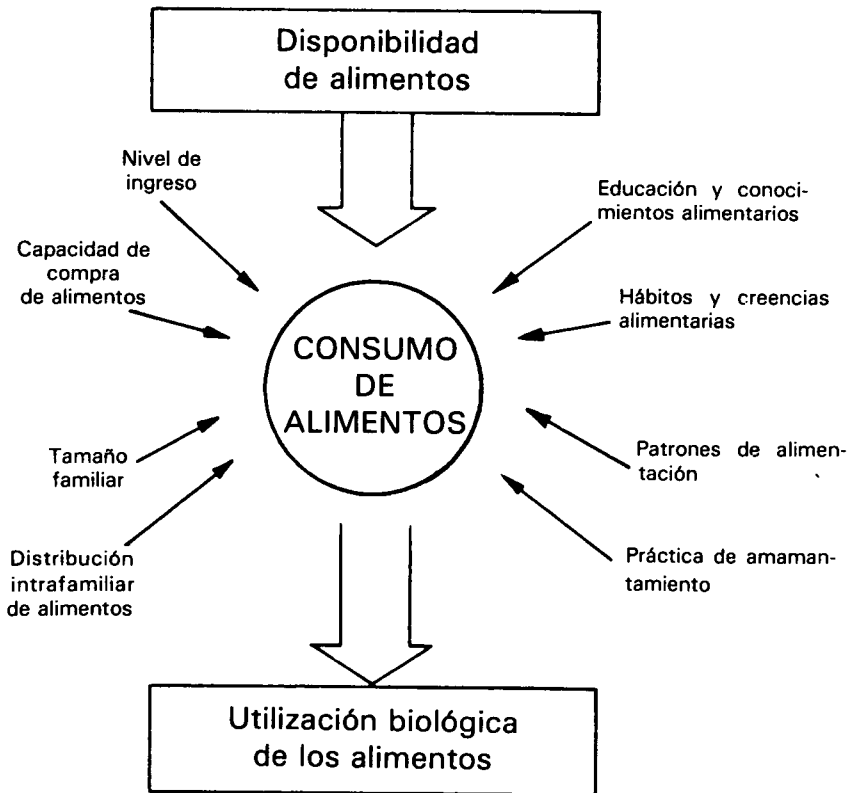 Disponibilidad
de alimentos
Nivel de
ingreso
Capacidad de
compra
de alimentos
Tamaño
familiar
Distribución
intrafamiliar
de alimentos
CONSUMO
DE
ALIMENTOS
Educación y conoci-
mientos alimentarios
Hábitos y creencias
alimentarias
Patrones de alimen-
tación
Práctica de amaman-
tamiento
Utilización biológica
de los alimentos